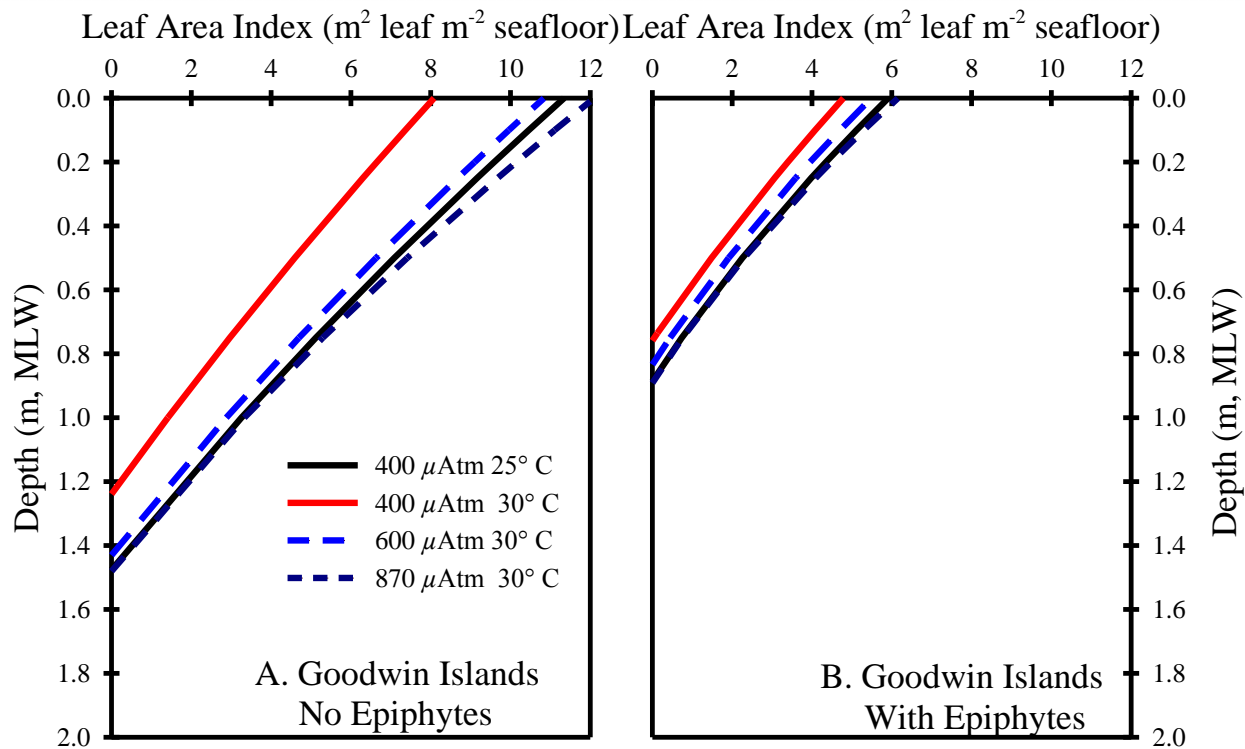 Leaf Area Index (m² leaf m⁻² seafloor)
0 2 4 6 8 10 12
0.0
0.2
0.4
0.6
0.8
1.0
1.2
1.4
1.6
1.8
2.0
Depth (m, MLW)
400 µAtm 25° C
400 µAtm 30° C
600 µAtm 30° C
870 µAtm 30° C
A. Goodwin Islands
No Epiphytes
Leaf Area Index (m² leaf m⁻² seafloor)
0 2 4 6 8 10 12
0.0
0.2
0.4
0.6
0.8
1.0
1.2
1.4
1.6
1.8
2.0
Depth (m, MLW)
B. Goodwin Islands
With Epiphytes